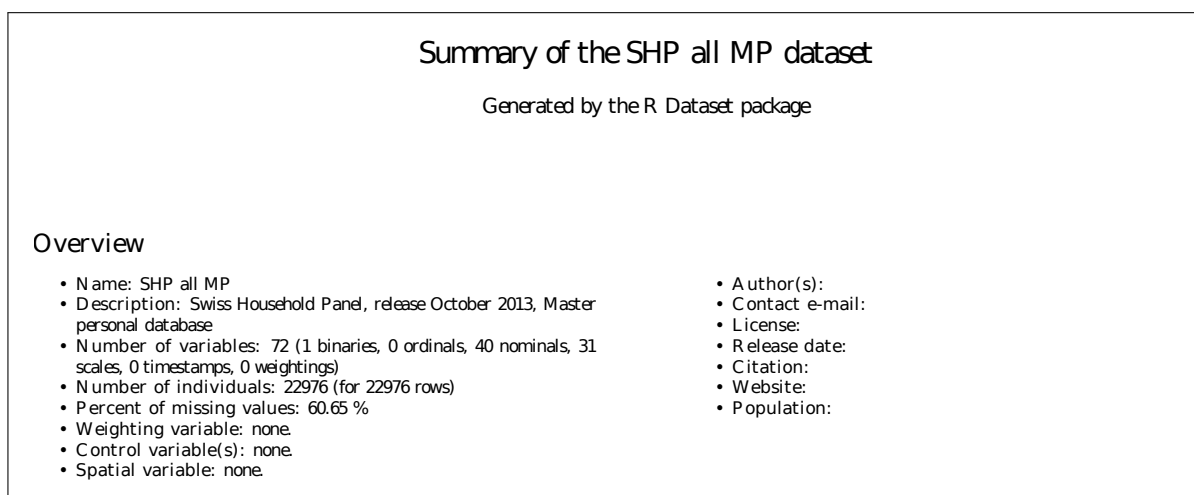 Summary of the SHP all MP dataset
Generated by the R Dataset package
Overview
• Name: SHP all MP
• Description: Swiss Household Panel, release October 2013, Master
personal database
• Number of variables: 72 (1 binaries, 0 ordinals, 40 nominals, 31
scales, 0 timestamps, 0 weightings)
• Number of individuals: 22976 (for 22976 rows)
• Percent of missing values: 60.65 %
• Weighting variable: none.
• Control variable(s): none.
• Spatial variable: none.
• Author(s):
• Contact e-mail:
• License:
• Release date:
• Citation:
• Website:
• Population: